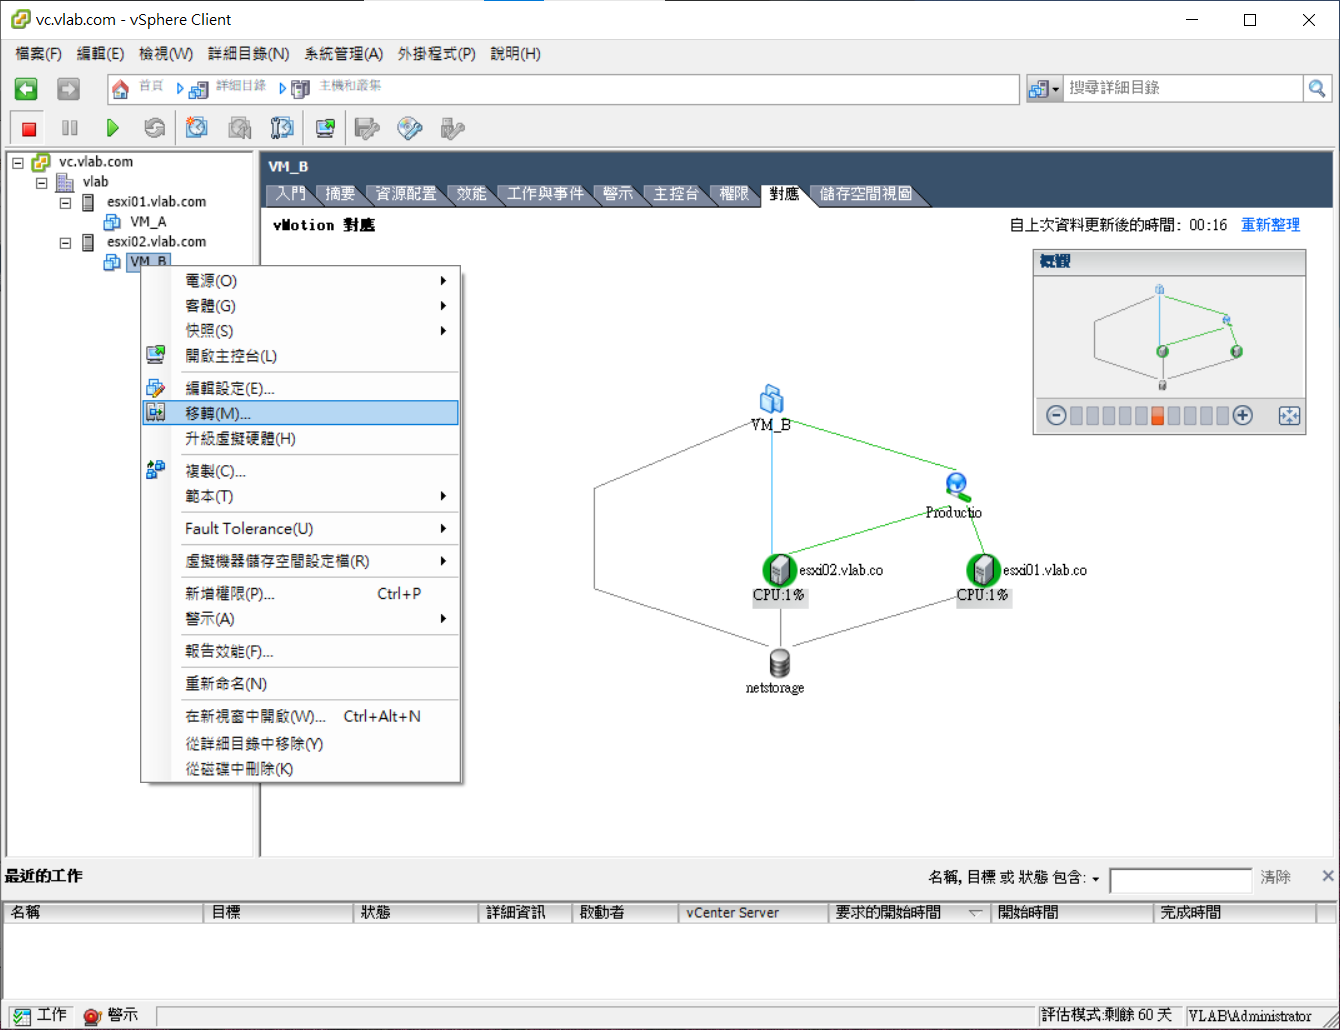 vc.vlab.com - vSphere Client
檔案(F) 編輯(E) 檢視(W) 詳細目錄(N) 系統管理(A) 外掛程式(P) 說明(H)
首頁 詳細目錄 主機和叢集 搜尋詳細目錄
vc.vlab.com
vlab
esxi01.vlab.com
VM_A
esxi02.vlab.com
VM_B
VM_B
入門 摘要 資源配置 效能 工作與事件 警示 主控台 權限 對應 儲存空間視圖
vMotion 對應
自上次資料更新後的時間: 00:16 重新整理
概觀
電源(O)
客體(G)
快照(S)
開啟主控台(L)
編輯設定(E)...
移轉(M)...
升級虛擬硬體(H)
複製(C)...
範本(T)
Fault Tolerance(U)
虛擬機器儲存空間設定檔(R)
新增權限(P)... Ctrl+P
警示(A)
報告效能(F)...
重新命名(N)
在新視窗中開啟(W)... Ctrl+Alt+N
從詳細目錄中移除(Y)
從磁碟中刪除(K)
VM_B
Productio
esxi02.vlab.co
CPU:1%
esxi01.vlab.co
CPU:1%
netstorage
最近的工作
名稱, 目標 或 狀態 包含: 清除
名稱 目標 狀態 詳細資訊 啟動者 vCenter Server 要求的開始時間 開始時間 完成時間
工作 警示 評估模式:剩餘 60 天 VLAB\Administrator